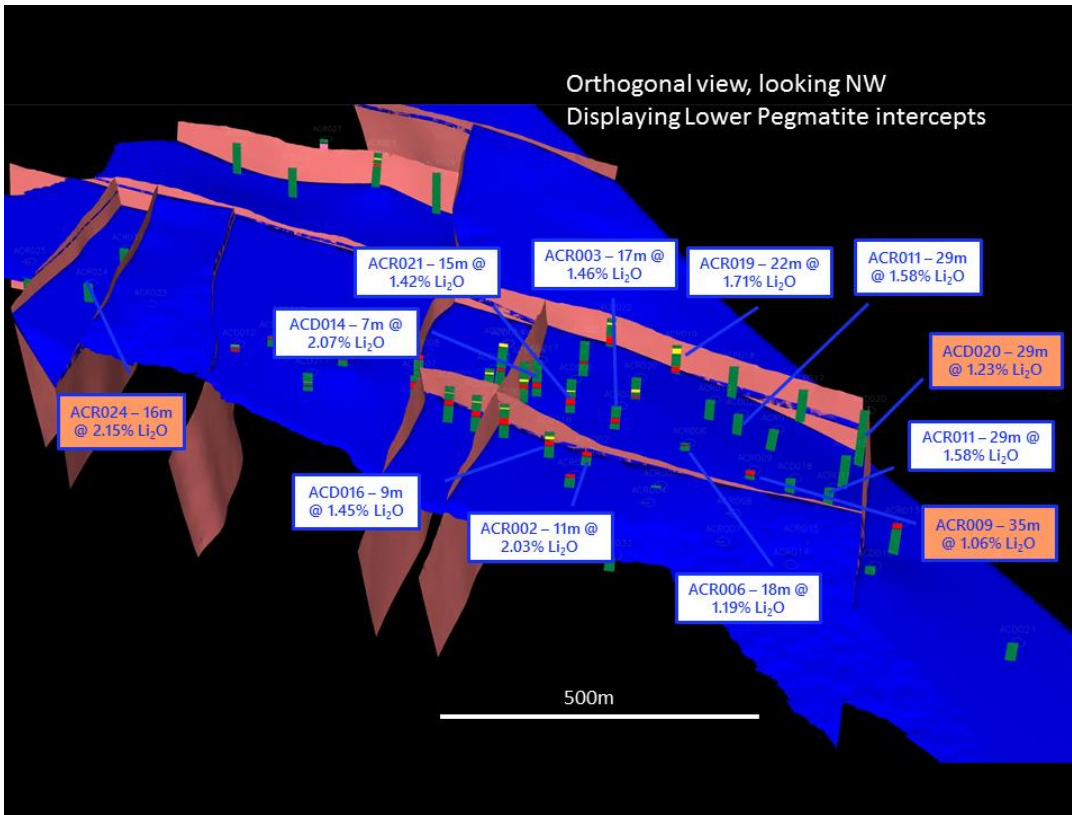 Orthogonal view, looking NW
Displaying Lower Pegmatite intercepts
ACR021 – 15m @
1.42% Li₂O
ACR003 – 17m @
1.46% Li₂O
ACR019 – 22m @
1.71% Li₂O
ACR011 – 29m
@ 1.58% Li₂O
ACD014 – 7m @
2.07% Li₂O
ACD020 – 29m
@ 1.23% Li₂O
ACR024 – 16m
@ 2.15% Li₂O
ACR011 – 29m @
1.58% Li₂O
ACD016 – 9m
@ 1.45% Li₂O
ACR002 – 11m @
2.03% Li₂O
ACR009 – 35m
@ 1.06% Li₂O
ACR006 – 18m @
1.19% Li₂O
500m
ACD021